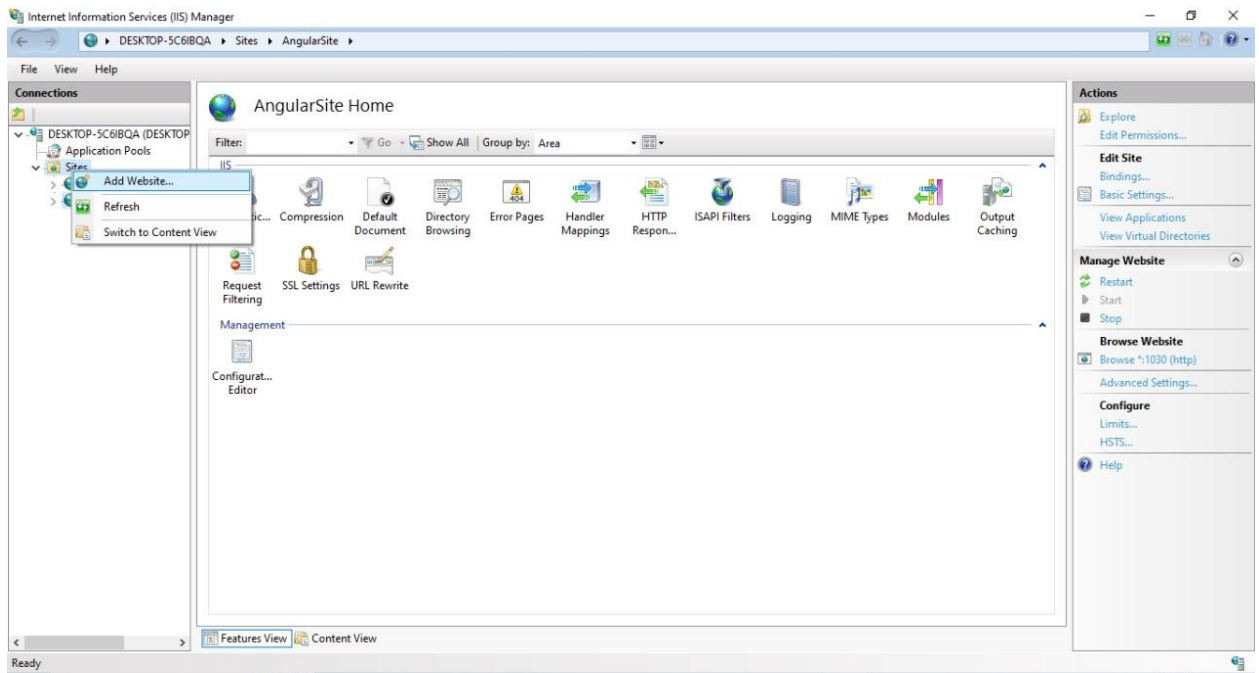 Internet Information Services (IIS) Manager
DESKTOP-5C6IBQA ▸ Sites ▸ AngularSite ▸
File View Help
Connections
DESKTOP-5C6IBQA (DESKTOP
Application Pools
Sites
Add Website...
Refresh
Switch to Content View
AngularSite Home
Filter: Go Show All Group by: Area
IIS
ic... Compression Default Document Directory Browsing Error Pages Handler Mappings HTTP Respon... ISAPI Filters Logging MIME Types Modules Output Caching
Request Filtering SSL Settings URL Rewrite
Management
Configurat... Editor
Features View Content View
Actions
Explore
Edit Permissions...
Edit Site
Bindings...
Basic Settings...
View Applications
View Virtual Directories
Manage Website
Restart
Start
Stop
Browse Website
Browse *:1030 (http)
Advanced Settings...
Configure
Limits...
HSTS...
Help
Ready